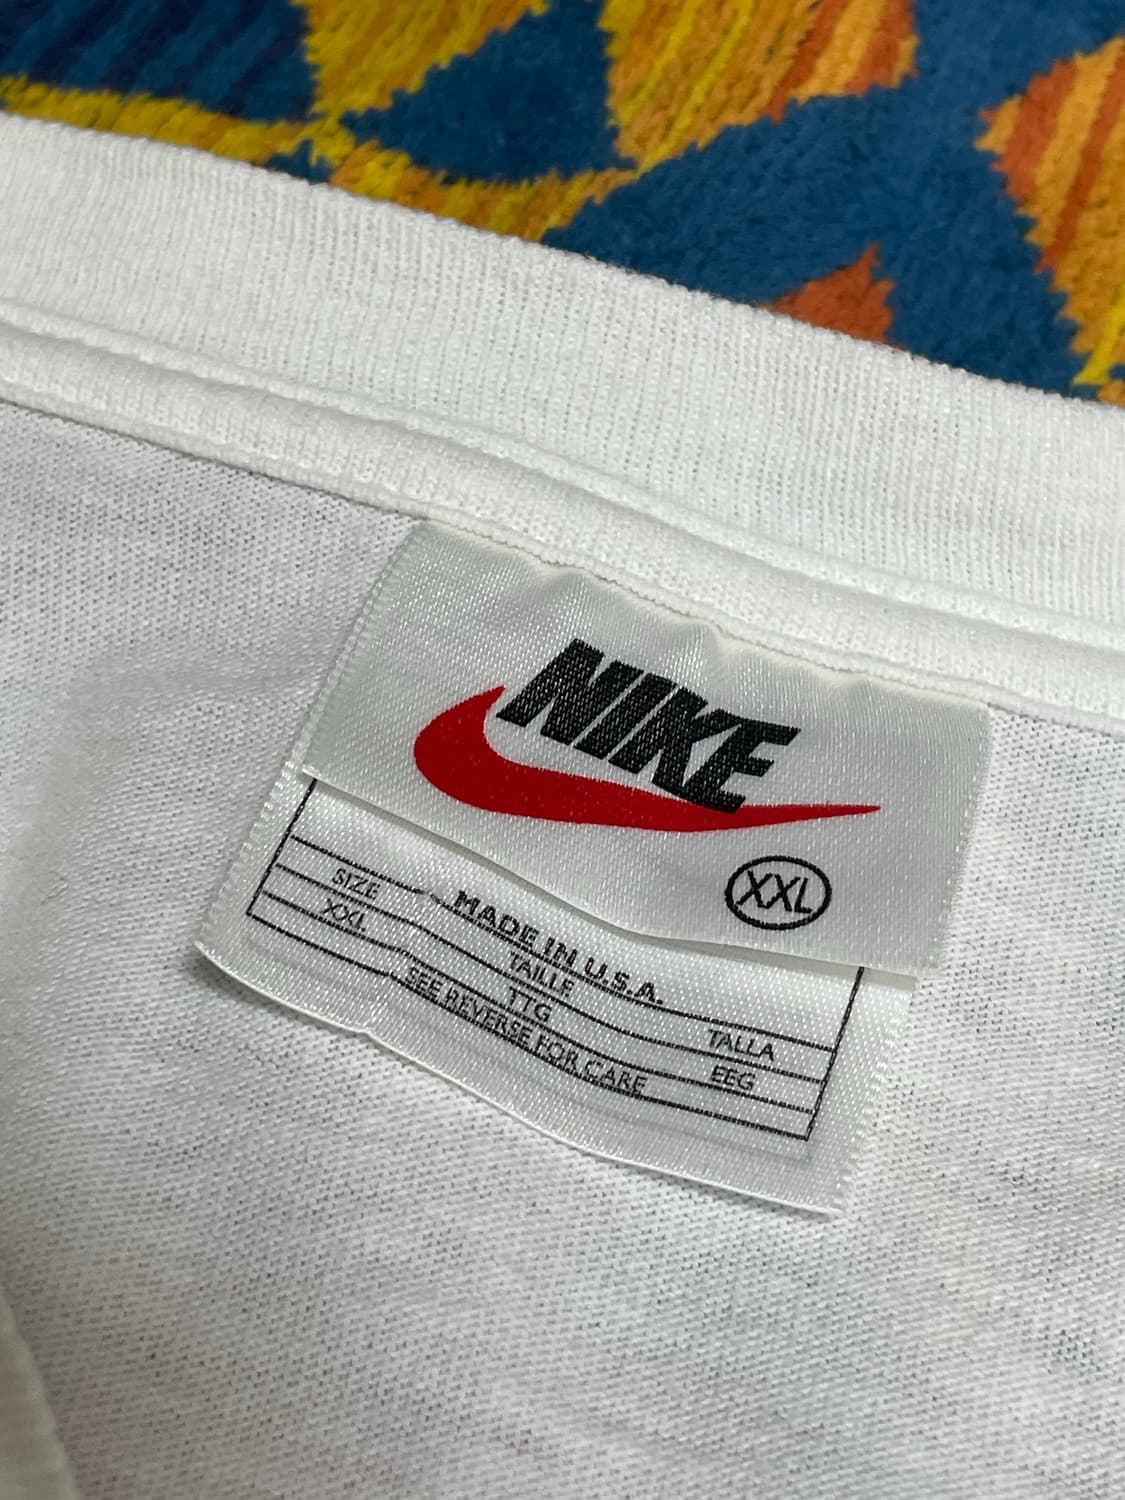 NIKE
XXL
MADE IN U.S.A.
SIZE TAILLE TALLA
XXL TTG EEG
SEE REVERSE FOR CARE